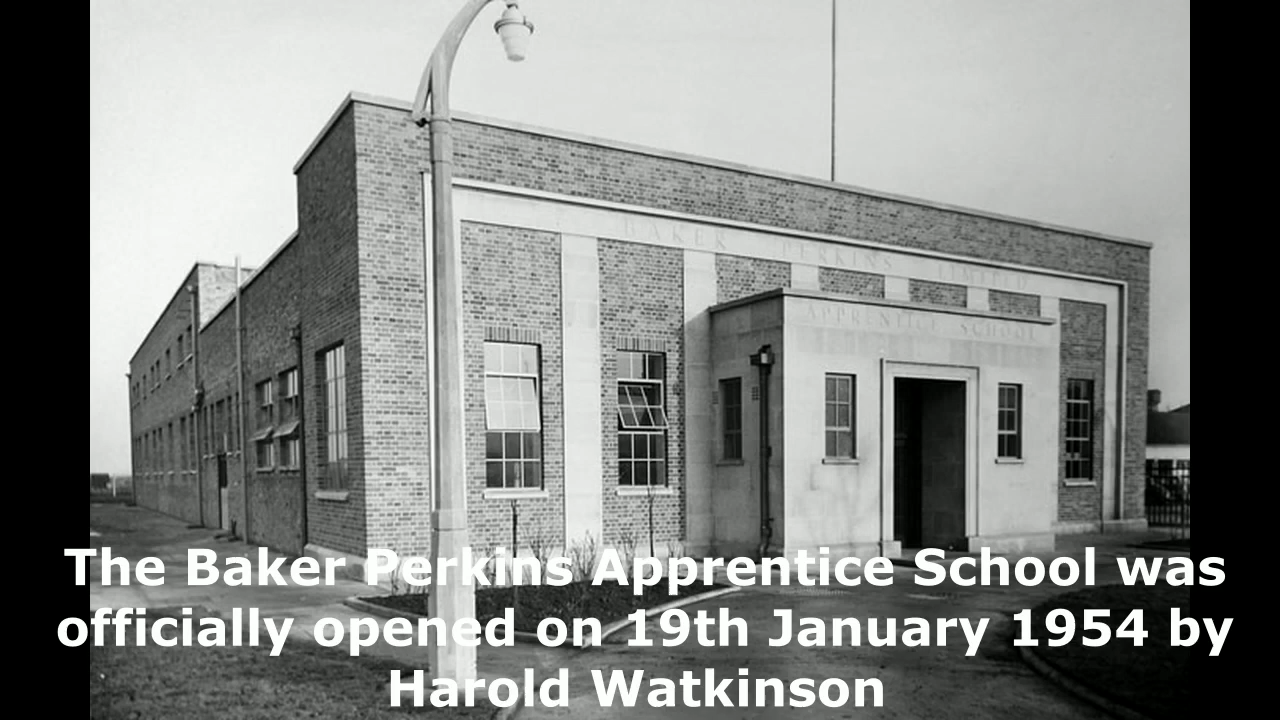 BAKER PERKINS LIMITED
APPRENTICE SCHOOL
The Baker Perkins Apprentice School was
officially opened on 19th January 1954 by
Harold Watkinson